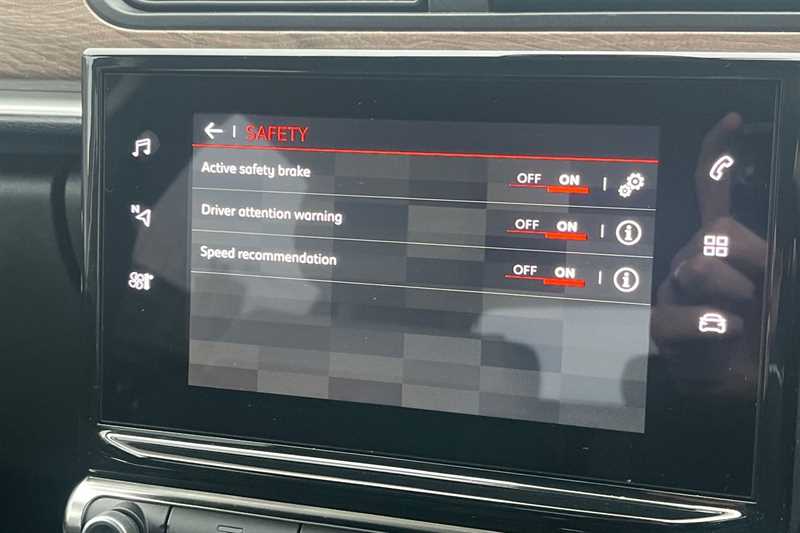 SAFETY
Active safety brake OFF ON
Driver attention warning OFF ON i
Speed recommendation OFF ON i
N